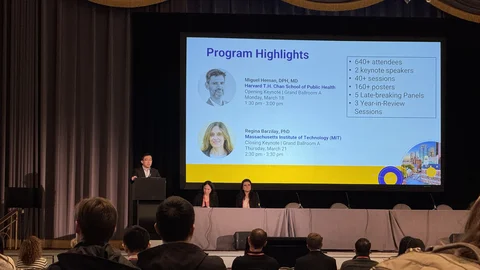 Program Highlights
Miguel Hernan, DPH, MD
Harvard T.H. Chan School of Public Health
Opening Keynote | Grand Ballroom A
Monday, March 18
1:30 pm - 3:00 pm
Regina Barzilay, PhD
Massachusetts Institute of Technology (MIT)
Closing Keynote | Grand Ballroom A
Thursday, March 21
2:30 pm - 3:30 pm
• 640+ attendees
• 2 keynote speakers
• 40+ sessions
• 160+ posters
• 5 Late-breaking Panels
• 3 Year-in-Review
Sessions